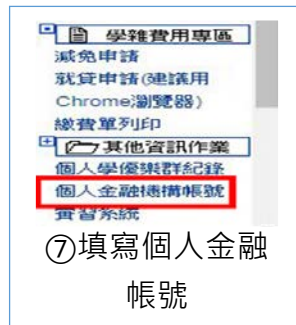 學雜費用專區
減免申請
就貸申請(建議用
Chrome瀏覽器)
繳費單列印
其他資訊作業
個人學優樂群紀錄
個人金融機構帳號
實習系統
⑦填寫個人金融
帳號